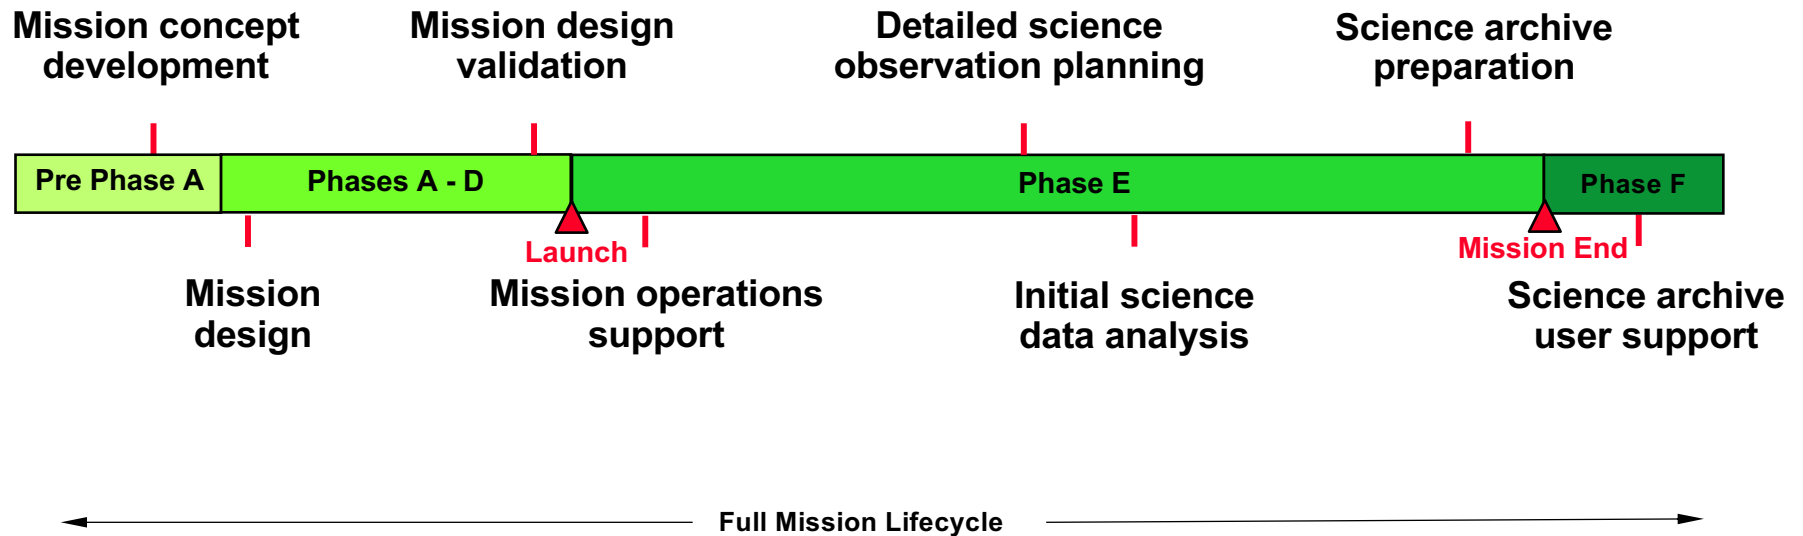 Mission concept
development
Mission design
validation
Detailed science
observation planning
Science archive
preparation
Pre Phase A
Phases A - D
Phase E
Phase F
Launch
Mission End
Mission
design
Mission operations
support
Initial science
data analysis
Science archive
user support
Full Mission Lifecycle